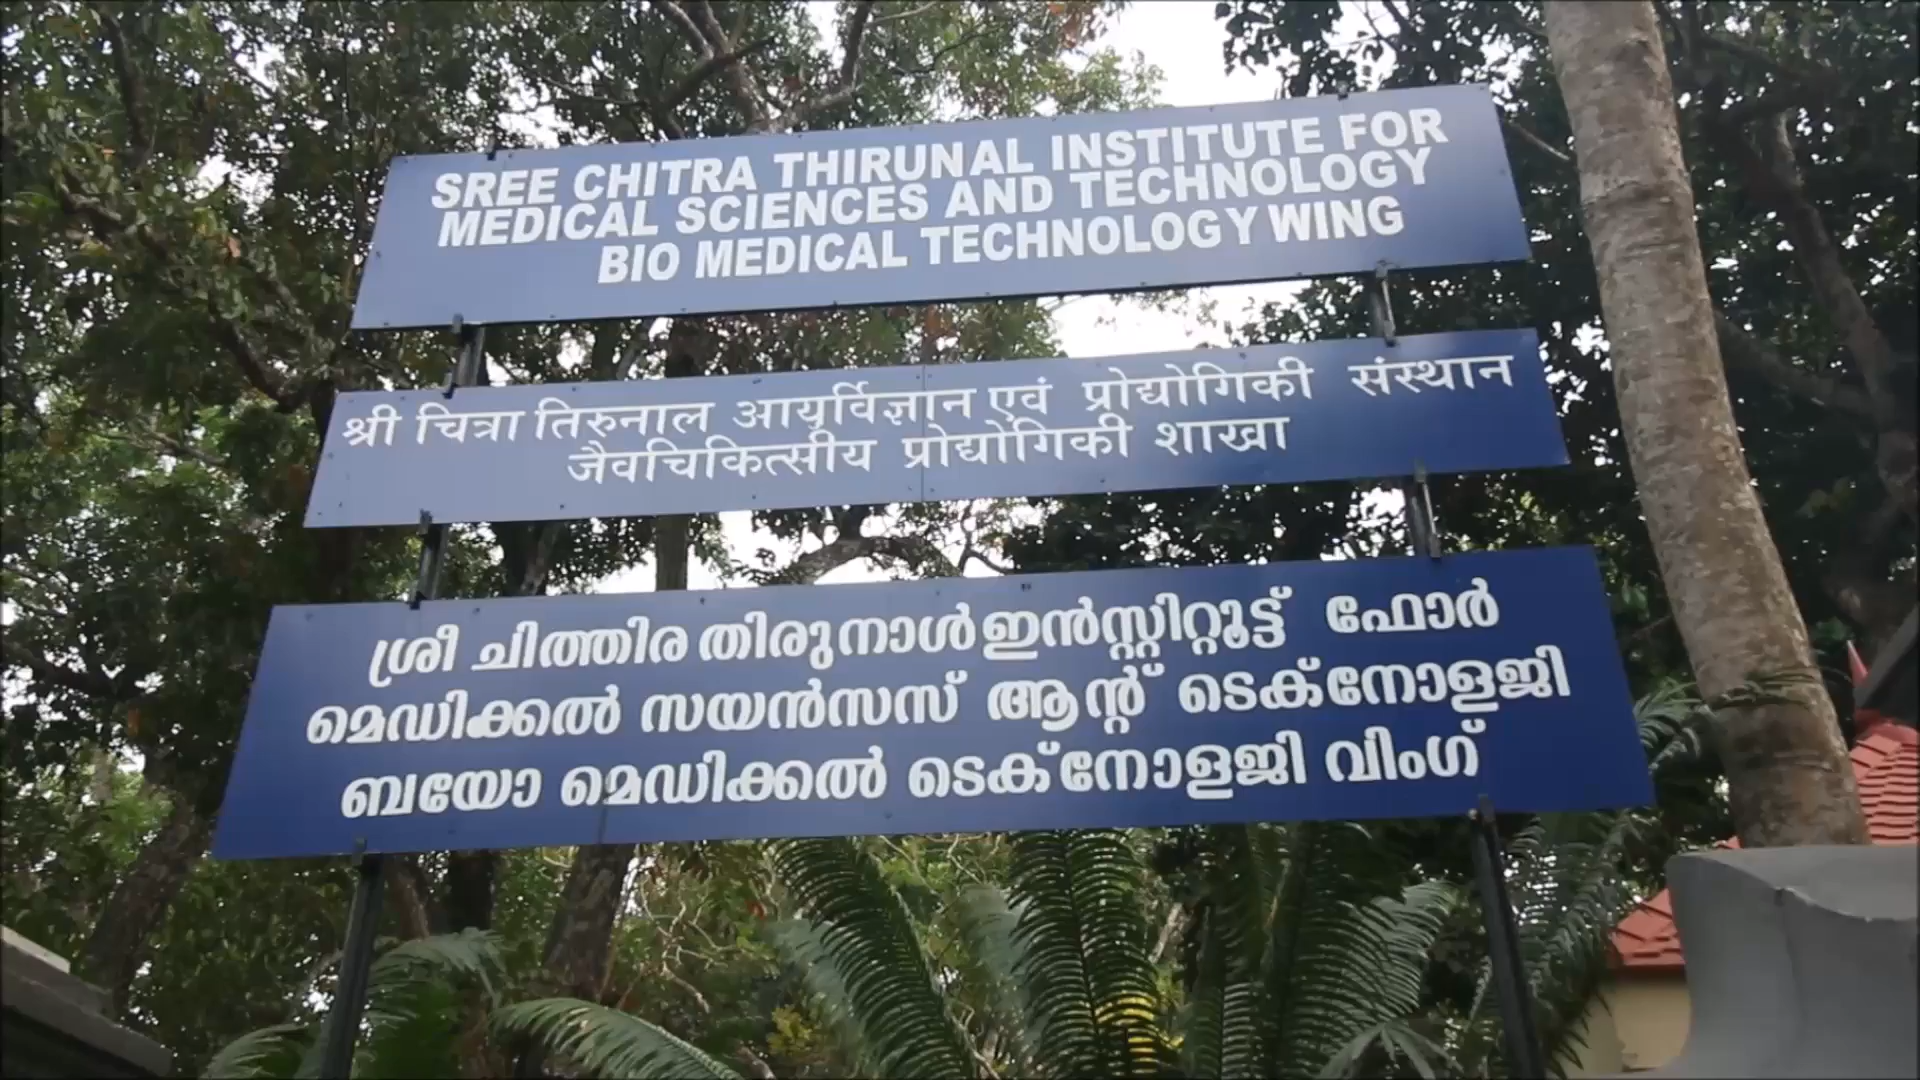 SREE CHITRA THIRUNAL INSTITUTE FOR
MEDICAL SCIENCES AND TECHNOLOGY
BIO MEDICAL TECHNOLOGY WING
श्री चित्रा तिरुनाल आयुर्विज्ञान एवं प्रोद्योगिकी संस्थान
जैवचिकित्सीय प्रोद्योगिकी शाखा
ശ്രീ ചിത്തിര തിരുനാൾ ഇൻസ്റ്റിറ്റൂട്ട് ഫോർ
മെഡിക്കൽ സയൻസസ് ആന്റ് ടെക്നോളജി
ബയോ മെഡിക്കൽ ടെക്നോളജി വിംഗ്